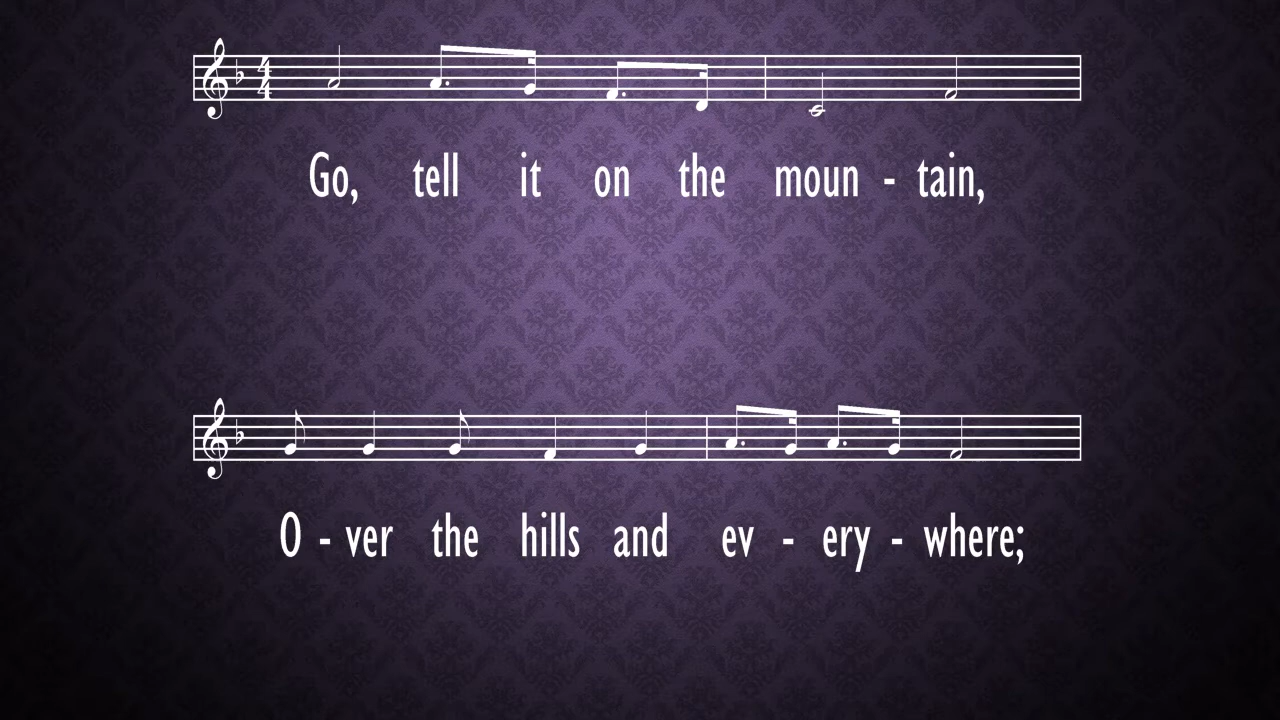 Go, tell it on the moun - tain,
O - ver the hills and ev - ery - where;